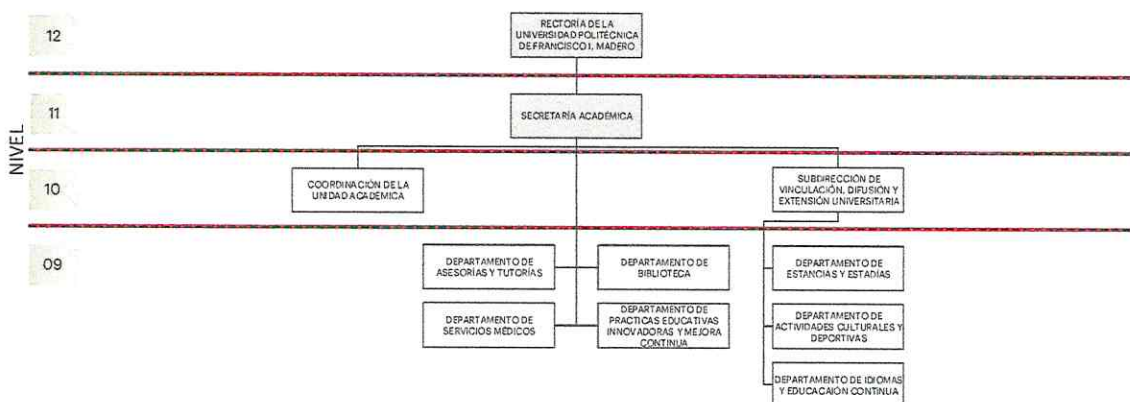 12
RECTORÍA DE LA
UNIVERSIDAD POLITÉCNICA
DE FRANCISCO I. MADERO
NIVEL
11
SECRETARÍA ACADÉMICA
10
COORDINACIÓN DE LA
UNIDAD ACADÉMICA
SUBDIRECCIÓN DE
VINCULACIÓN, DIFUSIÓN Y
EXTENSIÓN UNIVERSITARIA
09
DEPARTAMENTO DE
ASESORÍAS Y TUTORÍAS
DEPARTAMENTO DE
BIBLIOTECA
DEPARTAMENTO DE
ESTANCIAS Y ESTADÍAS
DEPARTAMENTO DE
SERVICIOS MÉDICOS
DEPARTAMENTO DE
PRACTICAS EDUCATIVAS
INNOVADORAS Y MEJORA
CONTINUA
DEPARTAMENTO DE
ACTIVIDADES CULTURALES Y
DEPORTIVAS
DEPARTAMENTO DE IDIOMAS
Y EDUCACAIÓN CONTINUA